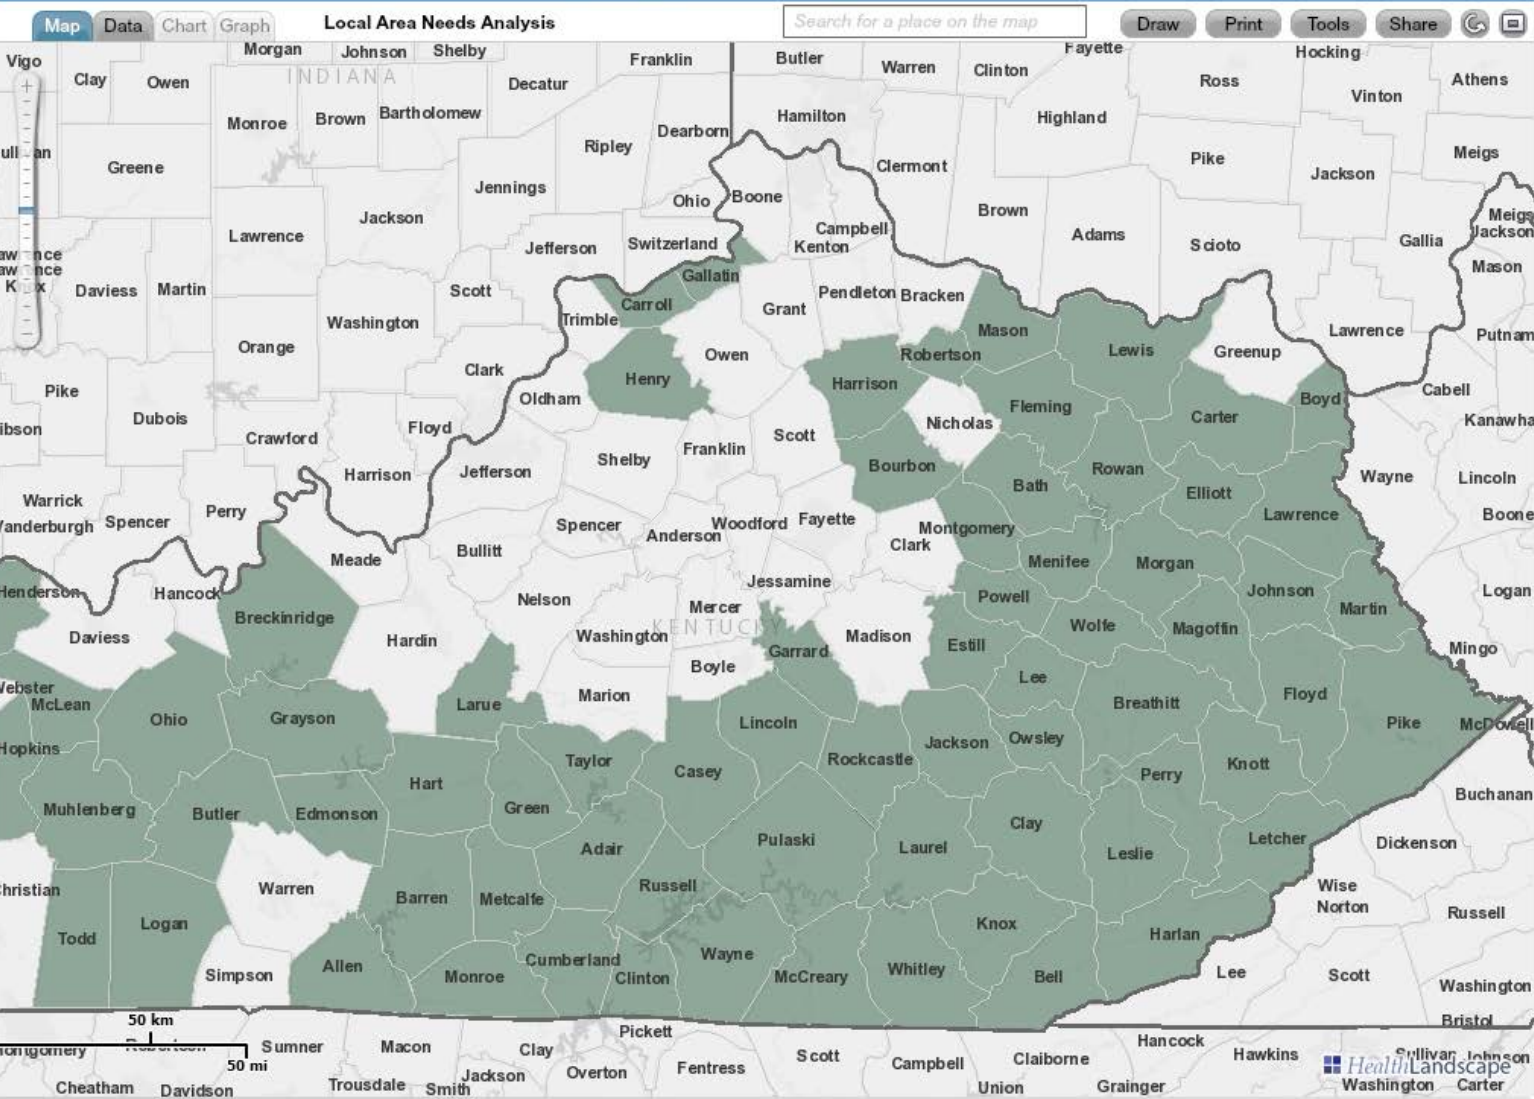 Map Data Chart Graph Local Area Needs Analysis Search for a place on the map Draw Print Tools Share
Morgan Johnson Shelby Franklin Butler Fayette Hocking
Vigo Clay Owen INDIANA Decatur Warren Clinton Ross Vinton Athens
Monroe Brown Bartholomew Dearborn Hamilton Highland
Greene Ripley Clermont Pike Jackson Meigs
Jennings Ohio Boone Brown
Lawrence Jackson Jefferson Switzerland Campbell Kenton Adams Scioto Gallia Meigs
Jackson
Daviess Martin Scott Gallatin Mason
Washington Trimble Carroll Grant Pendleton Bracken
Orange Owen Robertson Mason Lewis Greenup Lawrence Putnam
Pike Clark Henry Harrison Boyd Cabell
Dubois Oldham Fleming Carter
Crawford Floyd Franklin Scott Nicholas Kanawha
Harrison Jefferson Shelby Bourbon Rowan Wayne Lincoln
Warrick Perry Bath Elliott
Spencer Spencer Anderson Woodford Fayette Montgomery Lawrence Boone
Meade Bullitt Clark Menifee Morgan
Henderson Hancock Nelson Jessamine Powell Johnson Martin Logan
Breckinridge Mercer
Daviess Hardin Washington KENTUCKY Madison Wolfe Magoffin
Boyle Garrard Estill Mingo
McLean Larue Marion Lee Floyd
Ohio Grayson Lincoln Breathitt Pike McDowell
Hopkins Taylor Casey Rockcastle Jackson Owsley
Hart Perry Knott
Muhlenberg Butler Edmonson Green Buchanan
Pulaski Clay Letcher Dickenson
Adair Laurel Leslie
Warren Barren Metcalfe Russell Wise
Norton Russell
Todd Logan Knox Harlan
Simpson Allen Monroe Cumberland Clinton Wayne McCreary Whitley Bell Lee Scott Washington
50 km Bristol
50 mi Sumner Macon Clay Pickett Scott Campbell Claiborne Hancock Hawkins Sullivan Johnson
Cheatham Davidson Trousdale Smith Jackson Overton Fentress Union Grainger HealthLandscape
Washington Carter